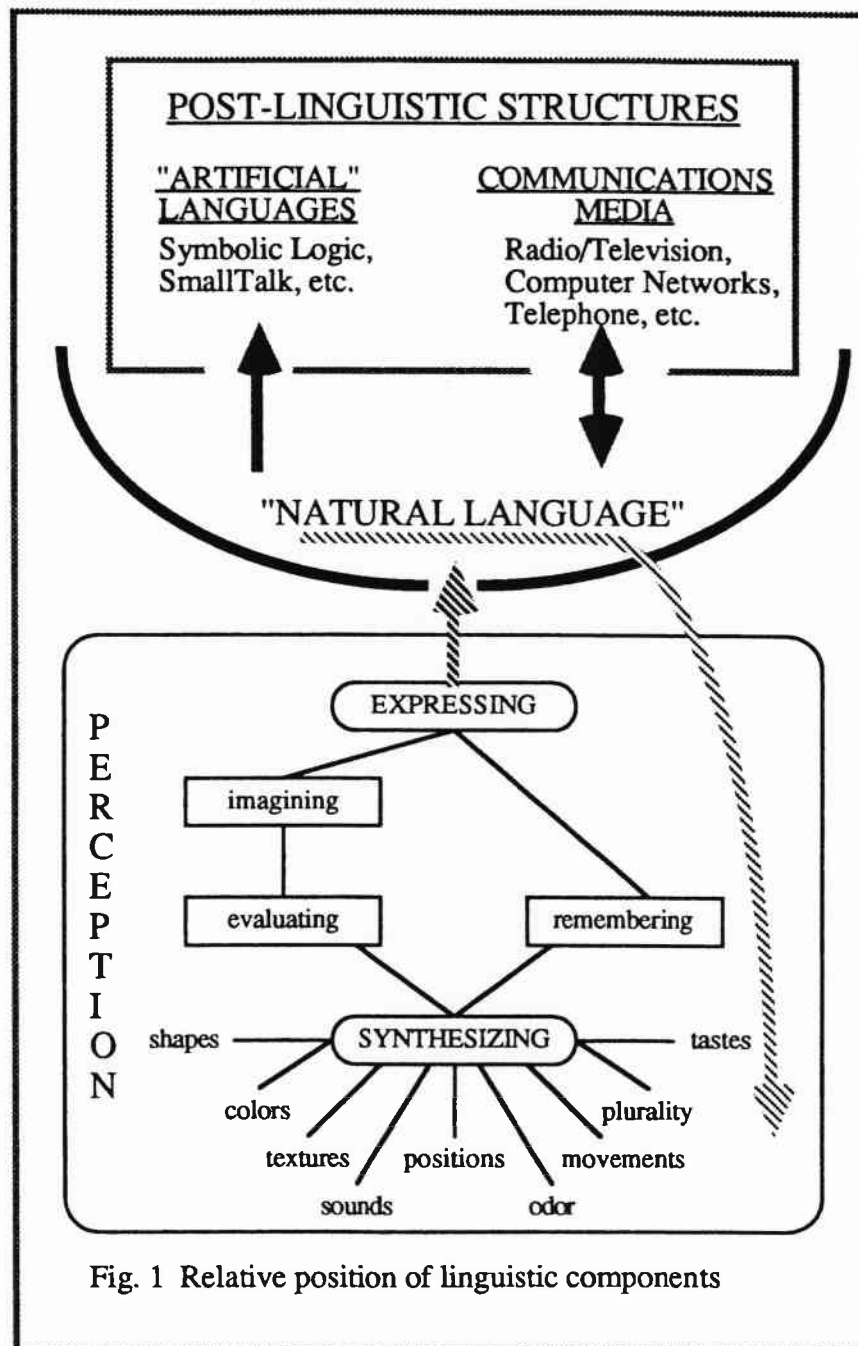 POST-LINGUISTIC STRUCTURES
"ARTIFICIAL"
LANGUAGES
Symbolic Logic,
SmallTalk, etc.
COMMUNICATIONS
MEDIA
Radio/Television,
Computer Networks,
Telephone, etc.
"NATURAL LANGUAGE"
PERCEPTION
EXPRESSING
imagining
evaluating
remembering
SYNTHESIZING
shapes
tastes
colors
plurality
textures
positions
movements
sounds
odor
Fig. 1 Relative position of linguistic components